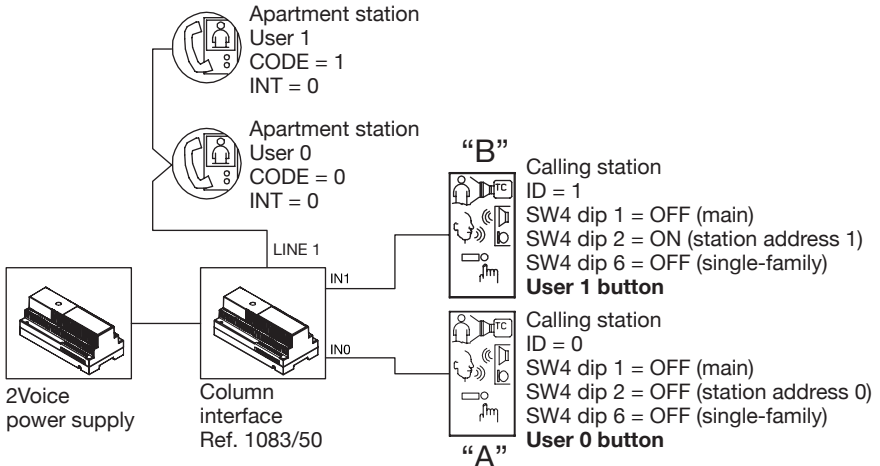 Apartment station
User 1
CODE = 1
INT = 0
Apartment station
User 0
CODE = 0
INT = 0
“B”
Calling station
ID = 1
SW4 dip 1 = OFF (main)
SW4 dip 2 = ON (station address 1)
SW4 dip 6 = OFF (single-family)
User 1 button
TC
LINE 1
IN1
IN0
2Voice
power supply
Column
interface
Ref. 1083/50
Calling station
ID = 0
SW4 dip 1 = OFF (main)
SW4 dip 2 = OFF (station address 0)
SW4 dip 6 = OFF (single-family)
User 0 button
TC
“A”